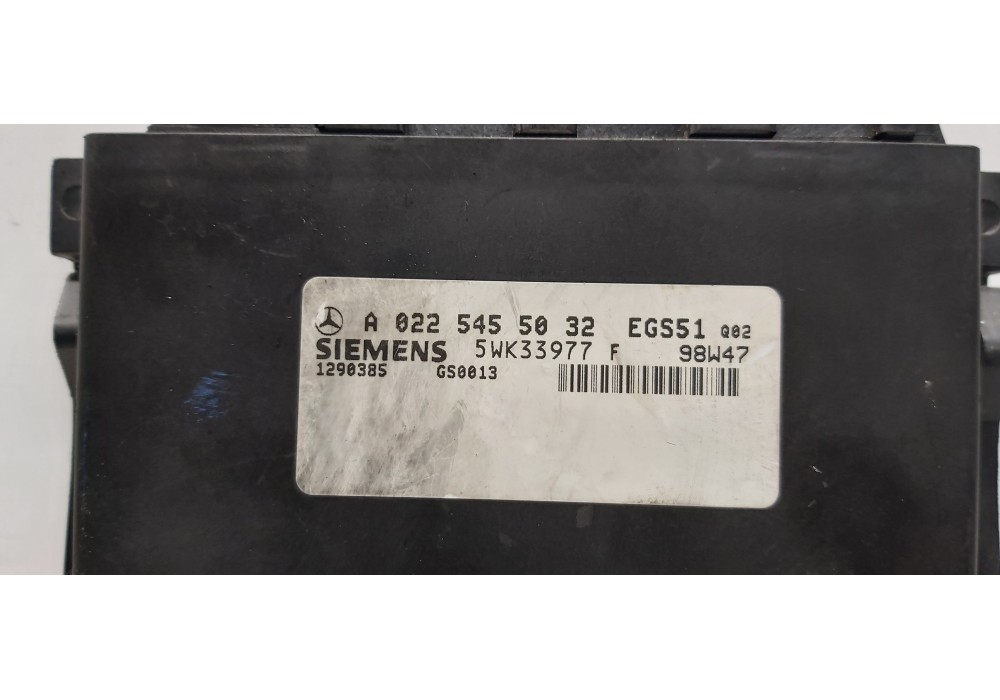 A 022 545 50 32 EGS51 Q02
SIEMENS 5WK33977 F 98W47
1290385 GS0013